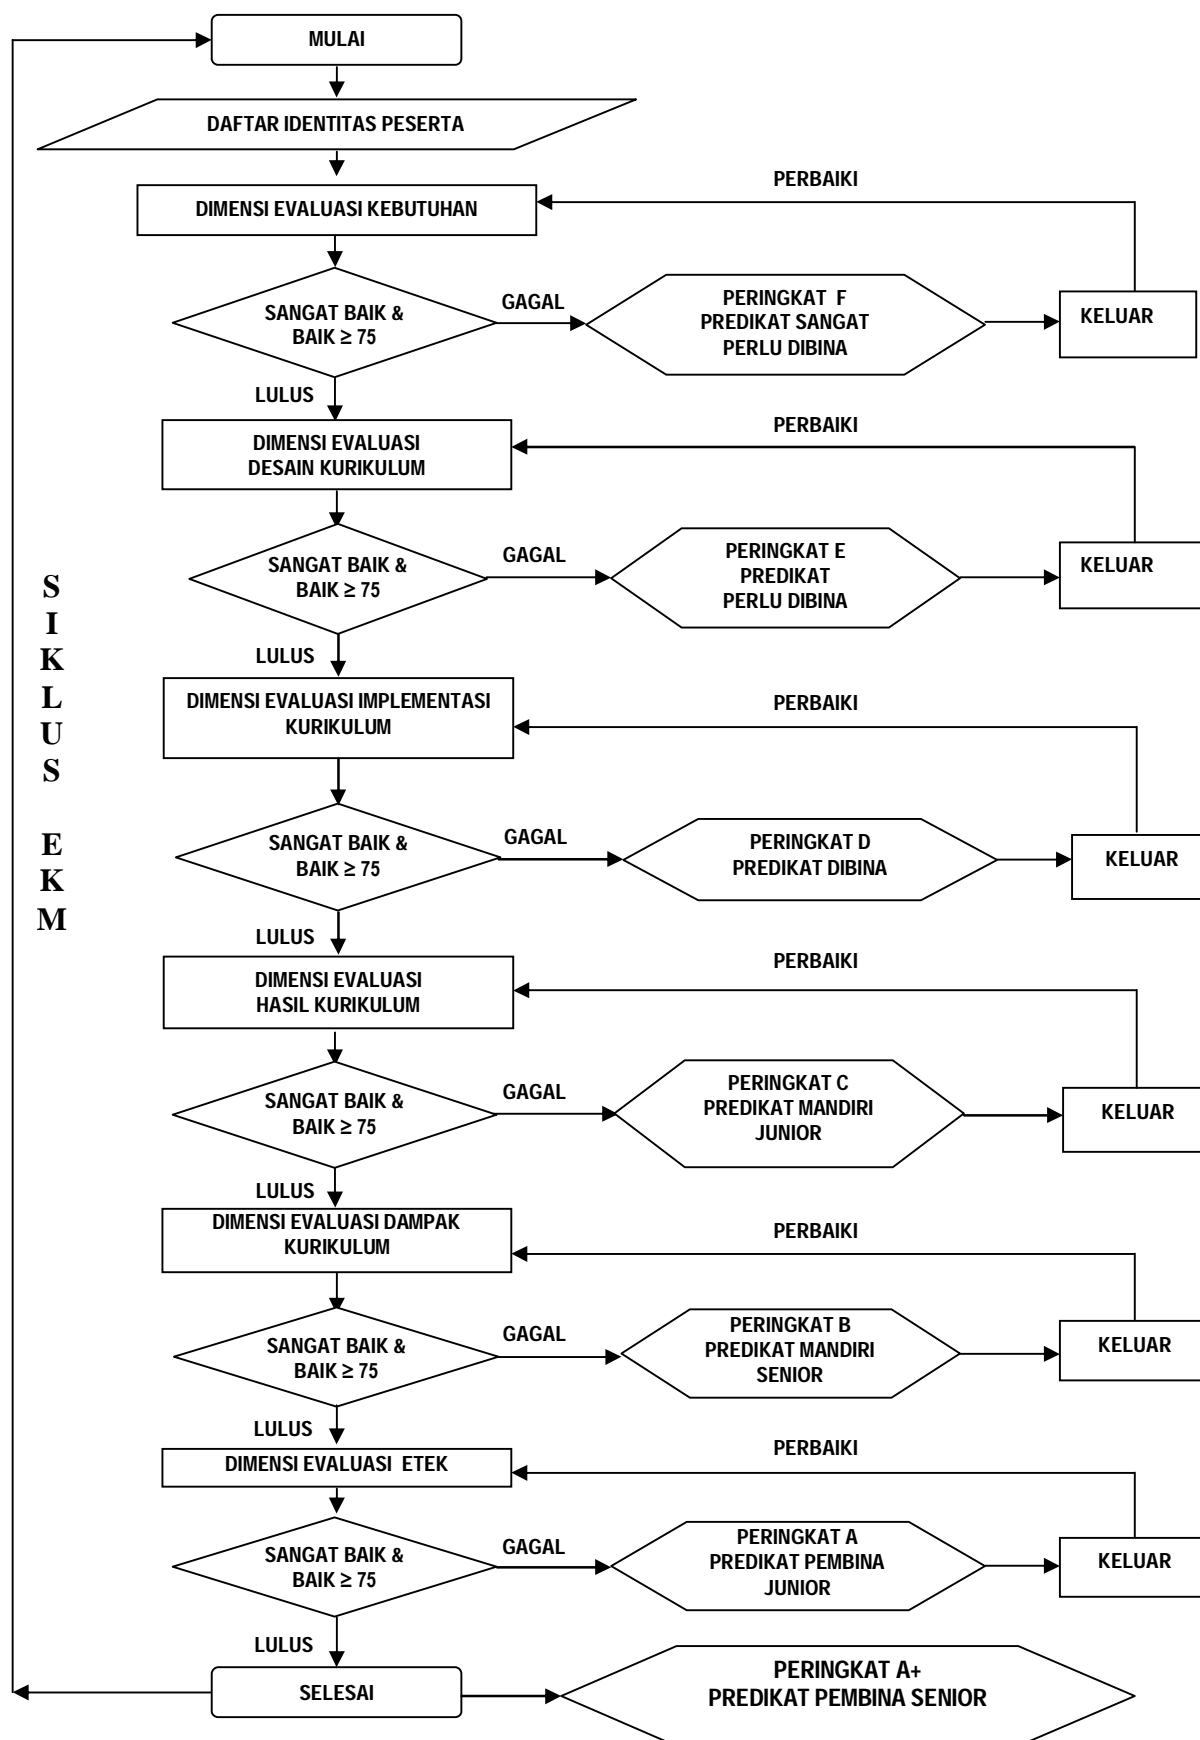 MULAI
DAFTAR IDENTITAS PESERTA
PERBAIKI
DIMENSI EVALUASI KEBUTUHAN
SANGAT BAIK &
BAIK ≥ 75
GAGAL
PERINGKAT F
PREDIKAT SANGAT
PERLU DIBINA
KELUAR
LULUS
PERBAIKI
DIMENSI EVALUASI
DESAIN KURIKULUM
SANGAT BAIK &
BAIK ≥ 75
GAGAL
PERINGKAT E
PREDIKAT
PERLU DIBINA
KELUAR
LULUS
PERBAIKI
DIMENSI EVALUASI IMPLEMENTASI
KURIKULUM
SANGAT BAIK &
BAIK ≥ 75
GAGAL
PERINGKAT D
PREDIKAT DIBINA
KELUAR
LULUS
PERBAIKI
DIMENSI EVALUASI
HASIL KURIKULUM
SANGAT BAIK &
BAIK ≥ 75
GAGAL
PERINGKAT C
PREDIKAT MANDIRI
JUNIOR
KELUAR
LULUS
PERBAIKI
DIMENSI EVALUASI DAMPAK
KURIKULUM
SANGAT BAIK &
BAIK ≥ 75
GAGAL
PERINGKAT B
PREDIKAT MANDIRI
SENIOR
KELUAR
LULUS
PERBAIKI
DIMENSI EVALUASI ETEK
SANGAT BAIK &
BAIK ≥ 75
GAGAL
PERINGKAT A
PREDIKAT PEMBINA
JUNIOR
KELUAR
LULUS
SELESAI
PERINGKAT A+
PREDIKAT PEMBINA SENIOR
SIKLUS EKM